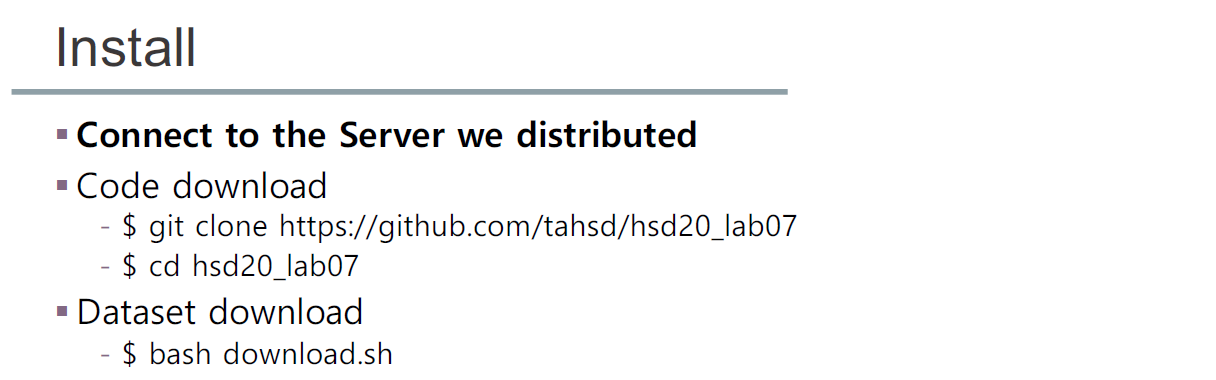 Install
▪ Connect to the Server we distributed
▪ Code download
- $ git clone https://github.com/tahsd/hsd20_lab07
- $ cd hsd20_lab07
▪ Dataset download
- $ bash download.sh